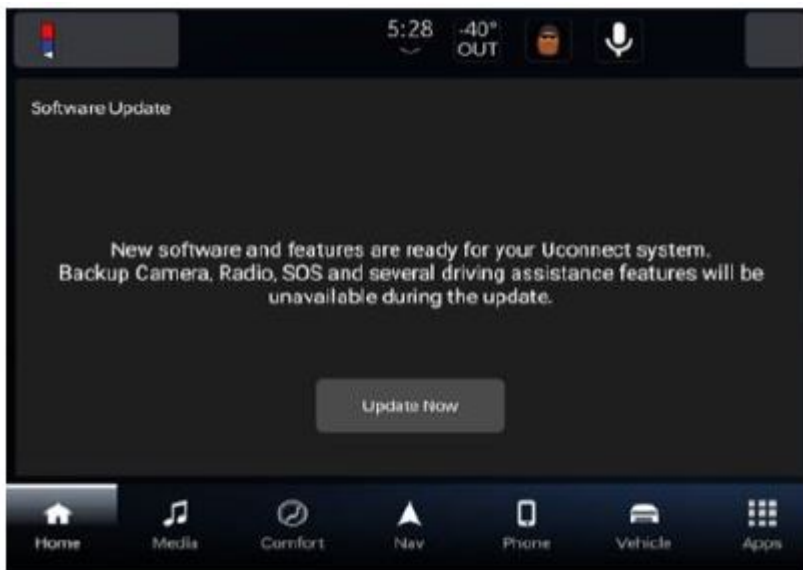 5:28
-40°
OUT
Software Update
New software and features are ready for your Uconnect system.
Backup Camera, Radio, SOS and several driving assistance features will be
unavailable during the update.
Update Now
Home Media Comfort Nav Phone Vehicle Apps